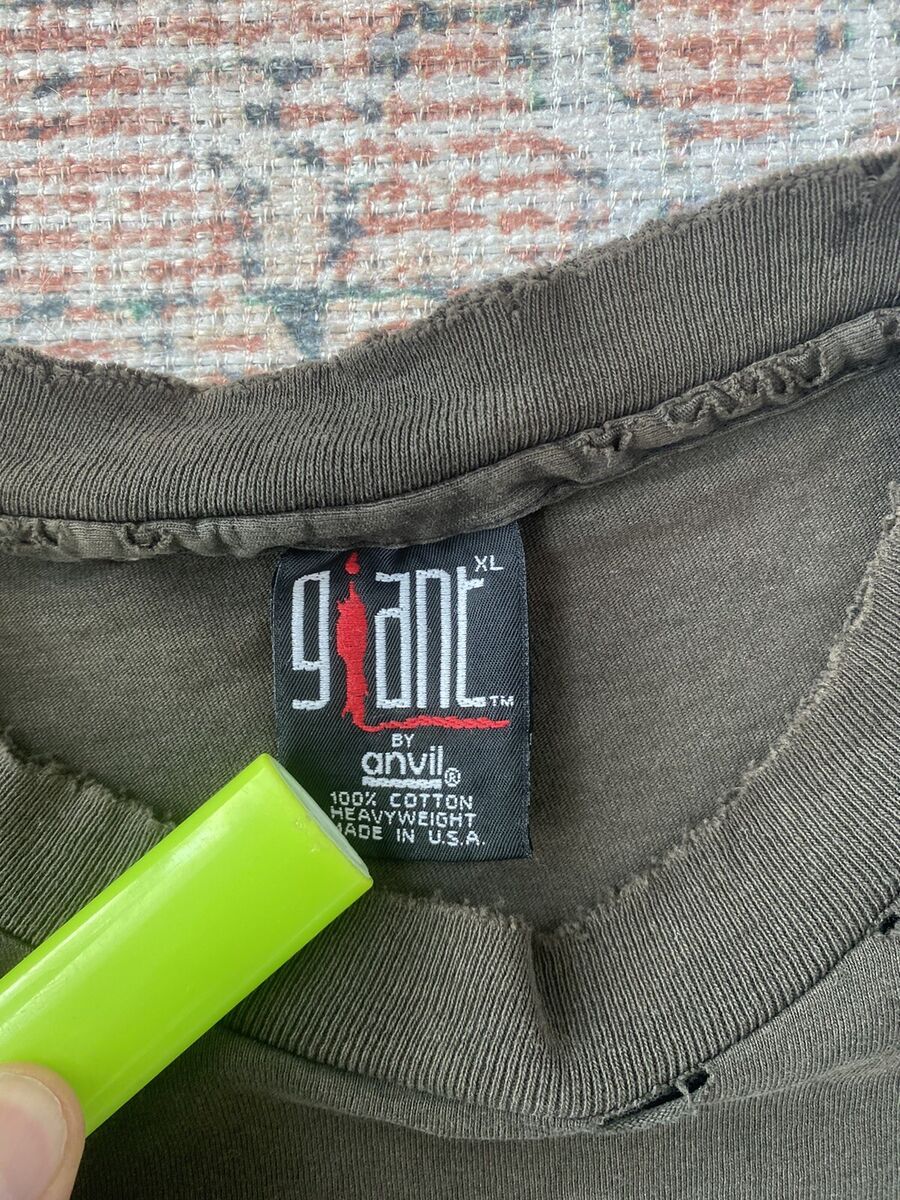 giant XL
TM
BY
anvil®
100% COTTON
HEAVYWEIGHT
MADE IN U.S.A.